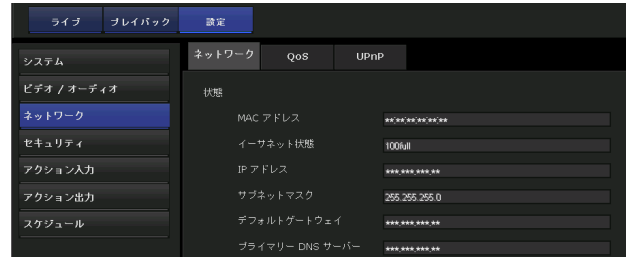 ライブ プレイバック 設定
システム
ビデオ / オーディオ
ネットワーク
セキュリティ
アクション入力
アクション出力
スケジュール
ネットワーク QoS UPnP
状態
MAC アドレス **:**:**:**:**:**
イーサネット状態 100full
IP アドレス ***.***.***.**
サブネットマスク 255.255.255.0
デフォルトゲートウェイ ***.***.***.**
プライマリー DNS サーバー ***.***.***.**